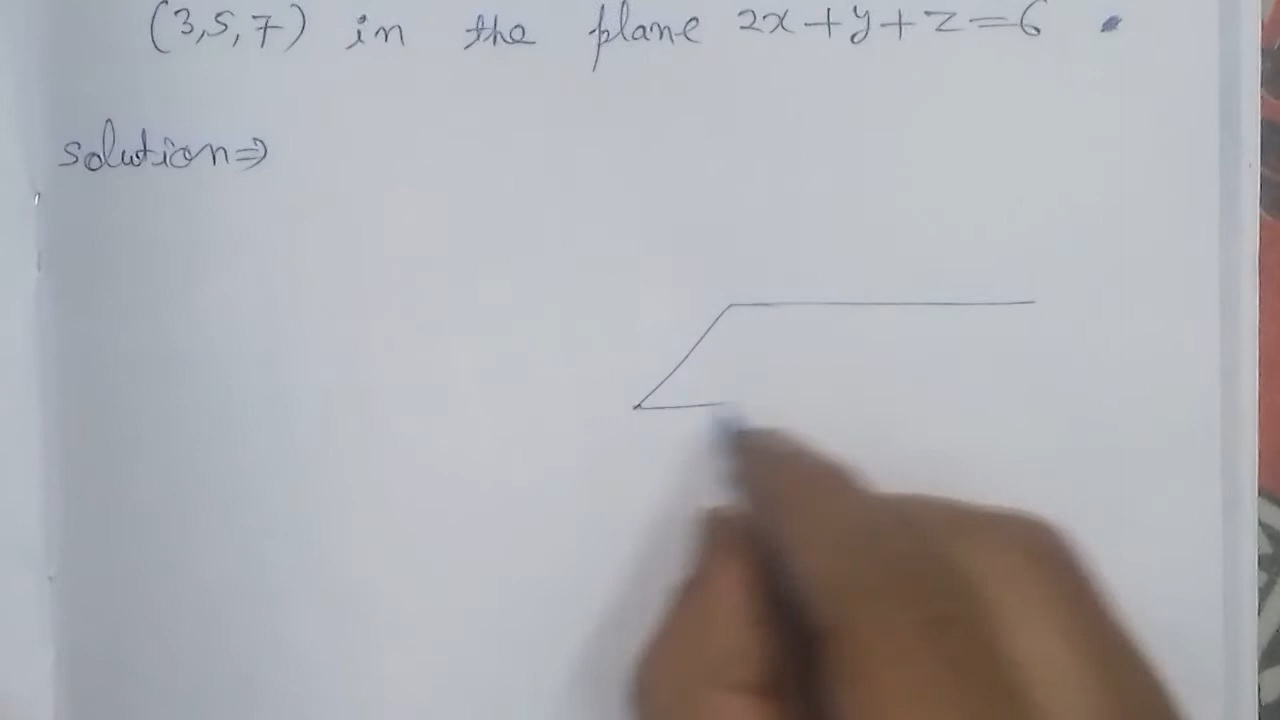 (3,5,7) in the plane 2x+y+z=6.
solution⇒